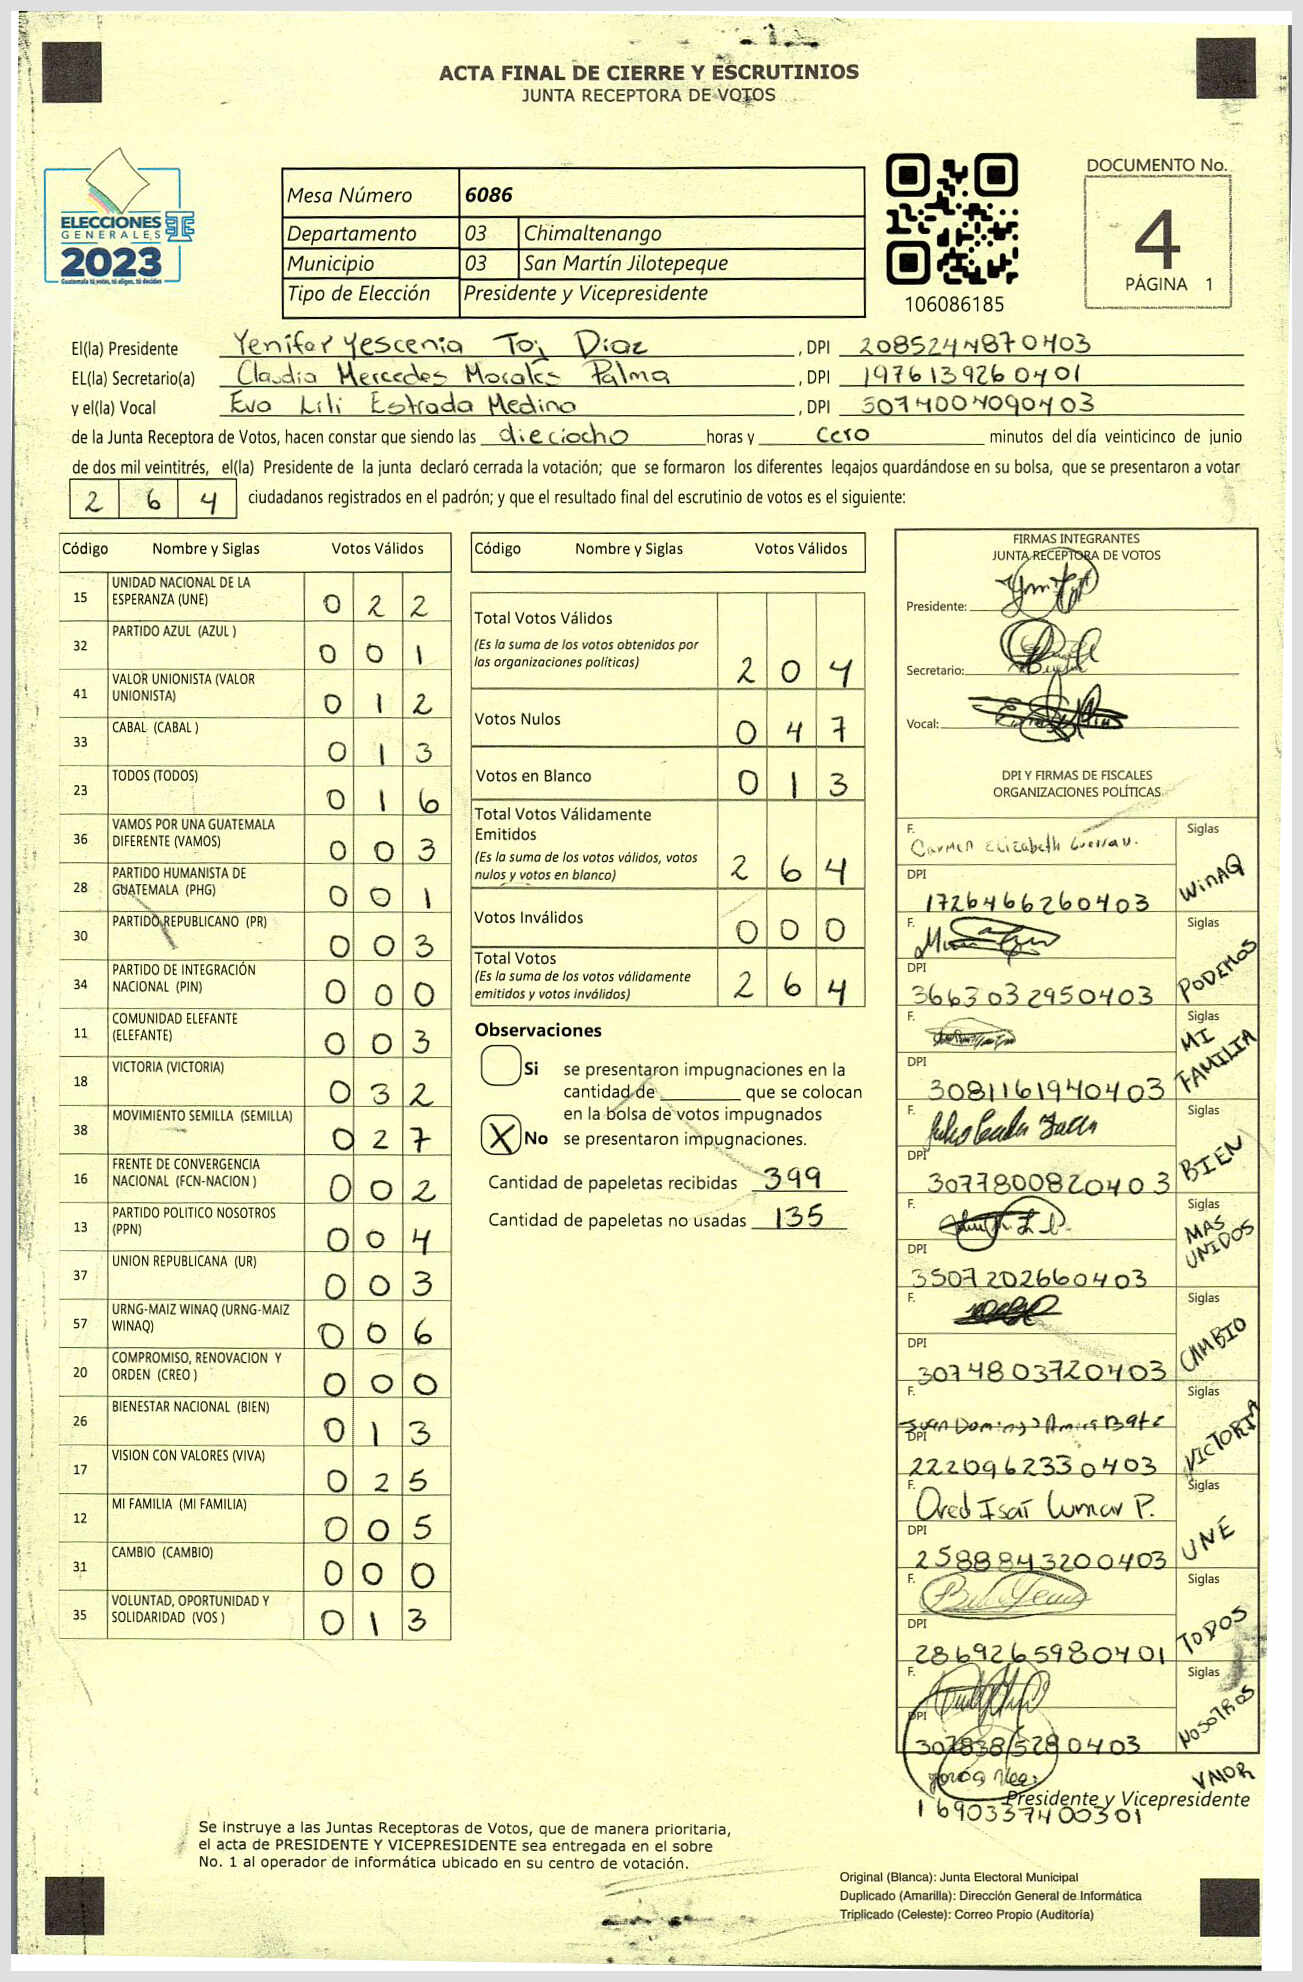 ACTA FINAL DE CIERRE Y ESCRUTINIOS
JUNTA RECEPTORA DE VOTOS
ELECCIONES
GENERALES
2023
Guatemala tú votas, tú eliges, tú decides
Mesa Número 6086
Departamento 03 Chimaltenango
Municipio 03 San Martín Jilotepeque
Tipo de Elección Presidente y Vicepresidente
106086185
DOCUMENTO No.
4
PÁGINA 1
El(la) Presidente Yenifer Yescenia Toj Diaz , DPI 2085244870403
EL(la) Secretario(a) Claudia Mercedes Morales Palma , DPI 1976139260401
y el(la) Vocal Eva Lili Estrada Medina , DPI 3074004090403
de la Junta Receptora de Votos, hacen constar que siendo las dieciocho horas y cero minutos del día veinticinco de junio
de dos mil veintitrés, el(la) Presidente de la junta declaró cerrada la votación; que se formaron los diferentes legajos guardándose en su bolsa, que se presentaron a votar
2 6 4 ciudadanos registrados en el padrón; y que el resultado final del escrutinio de votos es el siguiente:
Código Nombre y Siglas Votos Válidos
15 UNIDAD NACIONAL DE LA ESPERANZA (UNE) 0 2 2
32 PARTIDO AZUL (AZUL ) 0 0 1
41 VALOR UNIONISTA (VALOR UNIONISTA) 0 1 2
33 CABAL (CABAL ) 0 1 3
23 TODOS (TODOS) 0 1 6
36 VAMOS POR UNA GUATEMALA DIFERENTE (VAMOS) 0 0 3
28 PARTIDO HUMANISTA DE GUATEMALA (PHG) 0 0 1
30 PARTIDO REPUBLICANO (PR) 0 0 3
34 PARTIDO DE INTEGRACIÓN NACIONAL (PIN) 0 0 0
11 COMUNIDAD ELEFANTE (ELEFANTE) 0 0 3
18 VICTORIA (VICTORIA) 0 3 2
38 MOVIMIENTO SEMILLA (SEMILLA) 0 2 7
16 FRENTE DE CONVERGENCIA NACIONAL (FCN-NACION ) 0 0 2
13 PARTIDO POLITICO NOSOTROS (PPN) 0 0 4
37 UNION REPUBLICANA (UR) 0 0 3
57 URNG-MAIZ WINAQ (URNG-MAIZ WINAQ) 0 0 6
20 COMPROMISO, RENOVACION Y ORDEN (CREO ) 0 0 0
26 BIENESTAR NACIONAL (BIEN) 0 1 3
17 VISION CON VALORES (VIVA) 0 2 5
12 MI FAMILIA (MI FAMILIA) 0 0 5
31 CAMBIO (CAMBIO) 0 0 0
35 VOLUNTAD, OPORTUNIDAD Y SOLIDARIDAD (VOS ) 0 1 3
Código Nombre y Siglas Votos Válidos
Total Votos Válidos
(Es la suma de los votos obtenidos por
las organizaciones políticas) 2 0 4
Votos Nulos 0 4 7
Votos en Blanco 0 1 3
Total Votos Válidamente
Emitidos
(Es la suma de los votos válidos, votos
nulos y votos en blanco) 2 6 4
Votos Inválidos 0 0 0
Total Votos
(Es la suma de los votos válidamente
emitidos y votos inválidos) 2 6 4
Observaciones
Si se presentaron impugnaciones en la
cantidad de ________ que se colocan
en la bolsa de votos impugnados
X No se presentaron impugnaciones.
Cantidad de papeletas recibidas 399
Cantidad de papeletas no usadas 135
FIRMAS INTEGRANTES
JUNTA RECEPTORA DE VOTOS
Presidente:
Secretario:
Vocal:
DPI Y FIRMAS DE FISCALES
ORGANIZACIONES POLÍTICAS
F. Carmen Elizabeth Siglas
DPI 1726466260403 WINAQ
F. Siglas
DPI 3663032950403 PODEMOS
F. Siglas
DPI 3081161940403 MI FAMILIA
F. Siglas
DPI 3077800820403 BIEN
F. Siglas
DPI 3507202660403 MAS UNIDOS
F. Siglas
DPI 3074803720403 CAMBIO
F. Siglas
DPI 2220962330403 VICTORIA
F. Oved Isaí Cumar P. Siglas
DPI 2588843200403 UNE
F. Siglas
DPI 2869265980401 TODOS
F. Siglas
DPI 3078385280403 NOSOTROS
VALOR
Presidente y Vicepresidente
1690337400301
Se instruye a las Juntas Receptoras de Votos, que de manera prioritaria,
el acta de PRESIDENTE Y VICEPRESIDENTE sea entregada en el sobre
No. 1 al operador de informática ubicado en su centro de votación.
Original (Blanca): Junta Electoral Municipal
Duplicado (Amarilla): Dirección General de Informática
Triplicado (Celeste): Correo Propio (Auditoría)